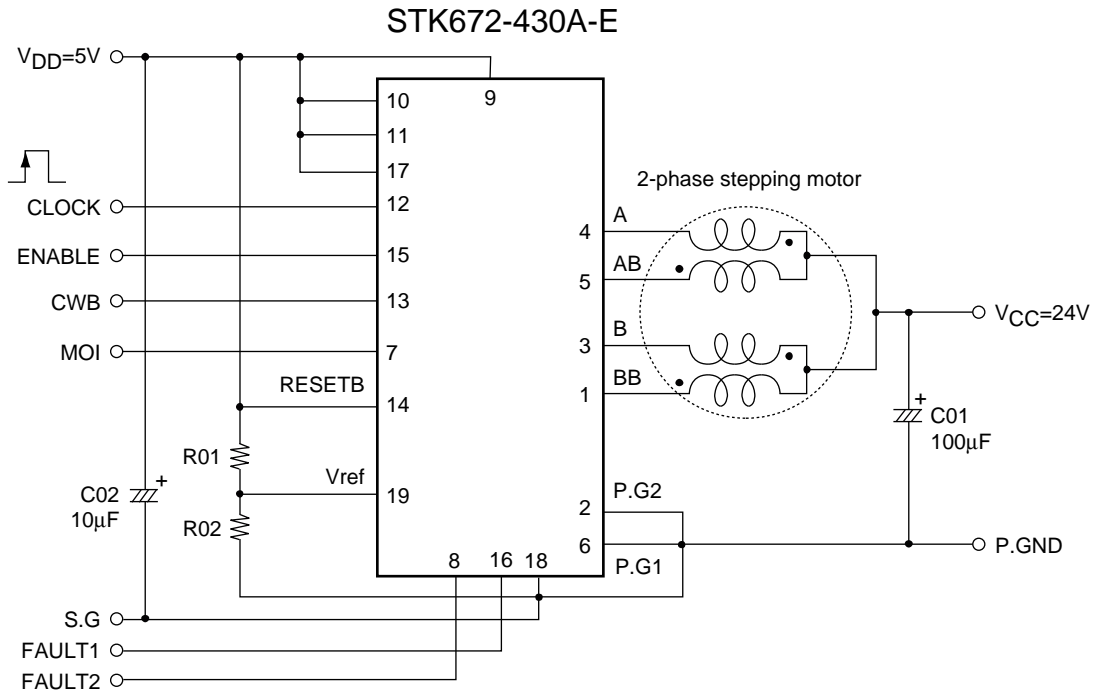 STK672-430A-E
VDD=5V
9
10
11
17
CLOCK
12
ENABLE
15
CWB
13
MOI
7
RESETB
14
R01
Vref
19
R02
C02
+
10µF
8
16
18
S.G
FAULT1
FAULT2
2-phase stepping motor
4
A
5
AB
3
B
1
BB
VCC=24V
+
C01
100µF
2
P.G2
6
P.G1
P.GND